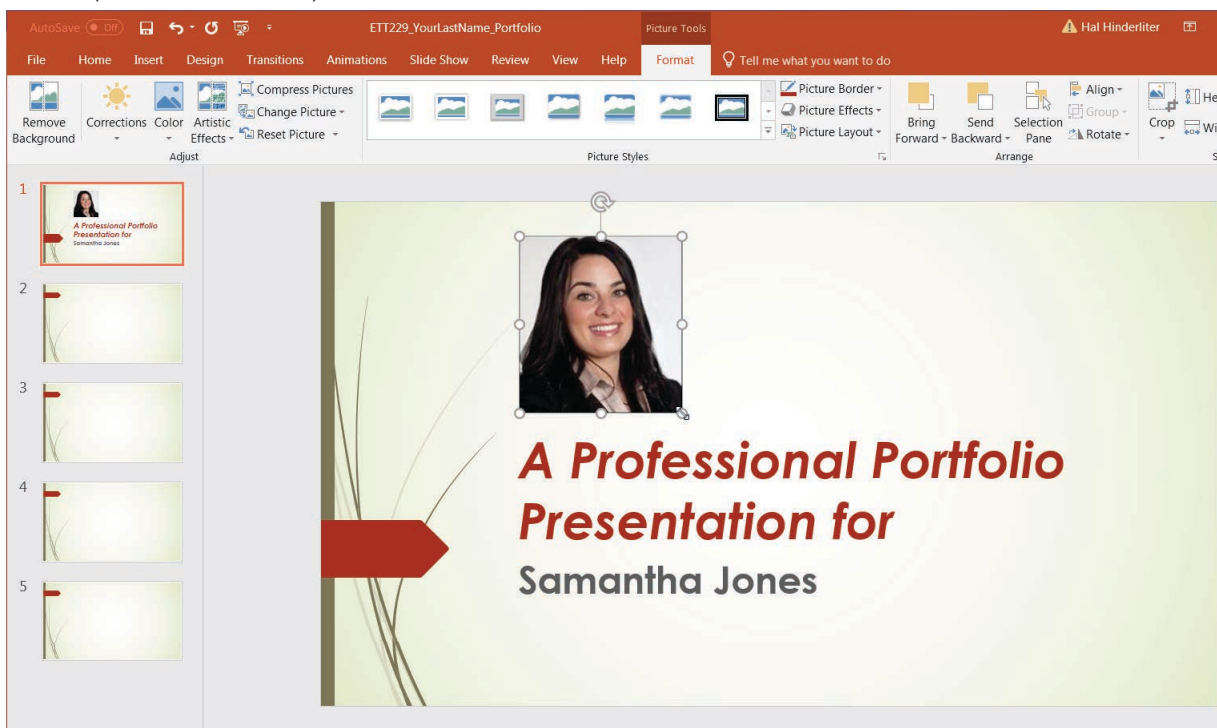 AutoSave Off ETT229_YourLastName_Portfolio Picture Tools Hal Hinderliter
File Home Insert Design Transitions Animations Slide Show Review View Help Format Tell me what you want to do
Remove Background
Corrections
Color
Artistic Effects
Compress Pictures
Change Picture
Reset Picture
Adjust
Picture Styles
Picture Border
Picture Effects
Picture Layout
Bring Forward
Send Backward
Selection Pane
Align
Group
Rotate
Arrange
Crop
He
Wi
S
1
A Professional Portfolio
Presentation for
Samantha Jones
2
3
4
5
A Professional Portfolio
Presentation for
Samantha Jones